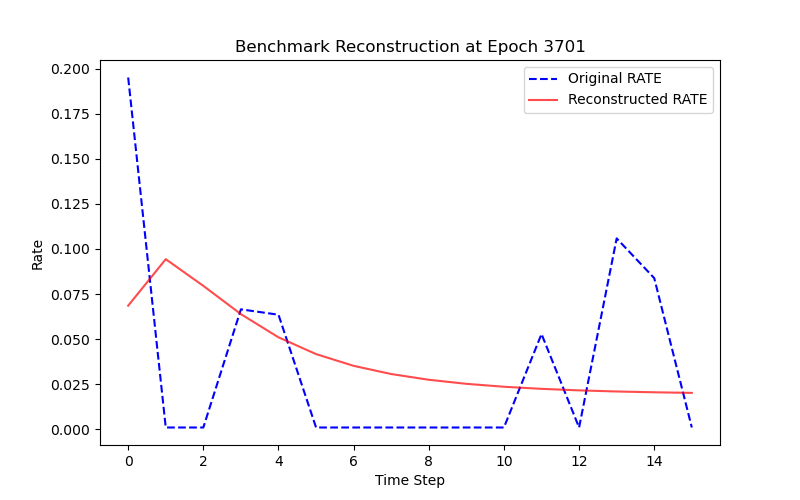 Benchmark Reconstruction at Epoch 3701
Original RATE
Reconstructed RATE
0.200
0.175
0.150
0.125
0.100
0.075
0.050
0.025
0.000
Rate
0 2 4 6 8 10 12 14
Time Step